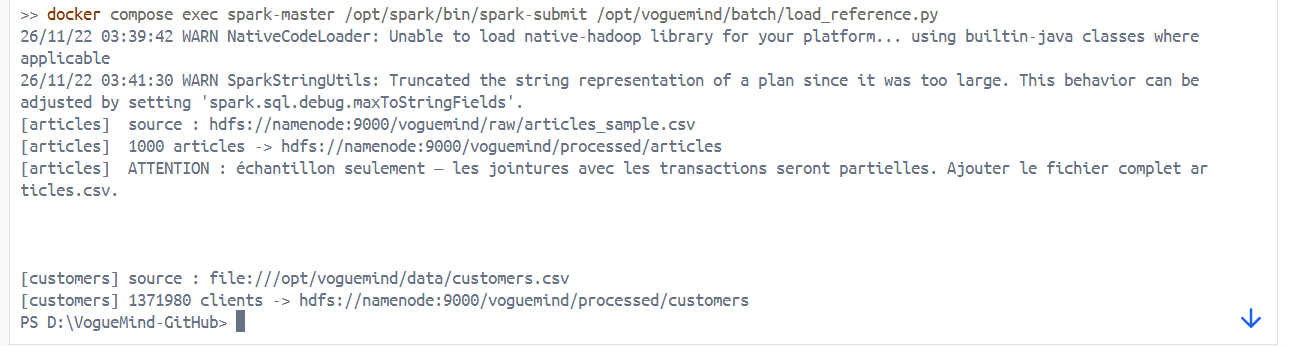 >> docker compose exec spark-master /opt/spark/bin/spark-submit /opt/voguemind/batch/load_reference.py
26/11/22 03:39:42 WARN NativeCodeLoader: Unable to load native-hadoop library for your platform... using builtin-java classes where
applicable
26/11/22 03:41:30 WARN SparkStringUtils: Truncated the string representation of a plan since it was too large. This behavior can be
adjusted by setting 'spark.sql.debug.maxToStringFields'.
[articles]  source : hdfs://namenode:9000/voguemind/raw/articles_sample.csv
[articles]  1000 articles -> hdfs://namenode:9000/voguemind/processed/articles
[articles]  ATTENTION : échantillon seulement — les jointures avec les transactions seront partielles. Ajouter le fichier complet ar
ticles.csv.
[customers] source : file:///opt/voguemind/data/customers.csv
[customers] 1371980 clients -> hdfs://namenode:9000/voguemind/processed/customers
PS D:\VogueMind-GitHub>